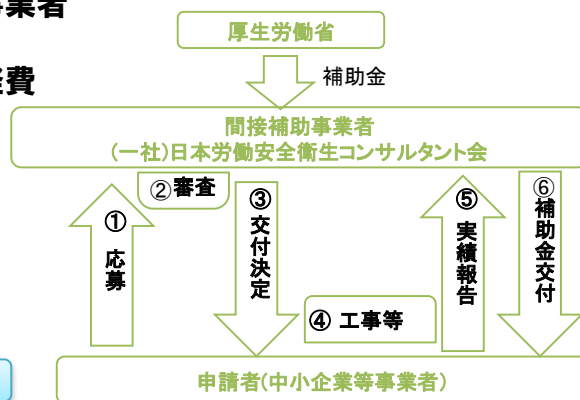 事業者
厚生労働省
経費
補助金
間接補助事業者
(一社)日本労働安全衛生コンサルタント会
②審査
① 応募
③交付決定
④ 工事等
⑤実績報告
⑥補助金交付
申請者(中小企業等事業者)